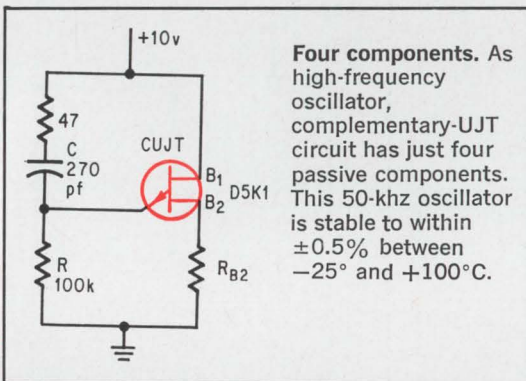 +10v
47
C
270
pf
CUJT
B1
B2
D5K1
R
100k
RB2
Four components. As
high-frequency
oscillator,
complementary-UJT
circuit has just four
passive components.
This 50-khz oscillator
is stable to within
±0.5% between
−25° and +100°C.